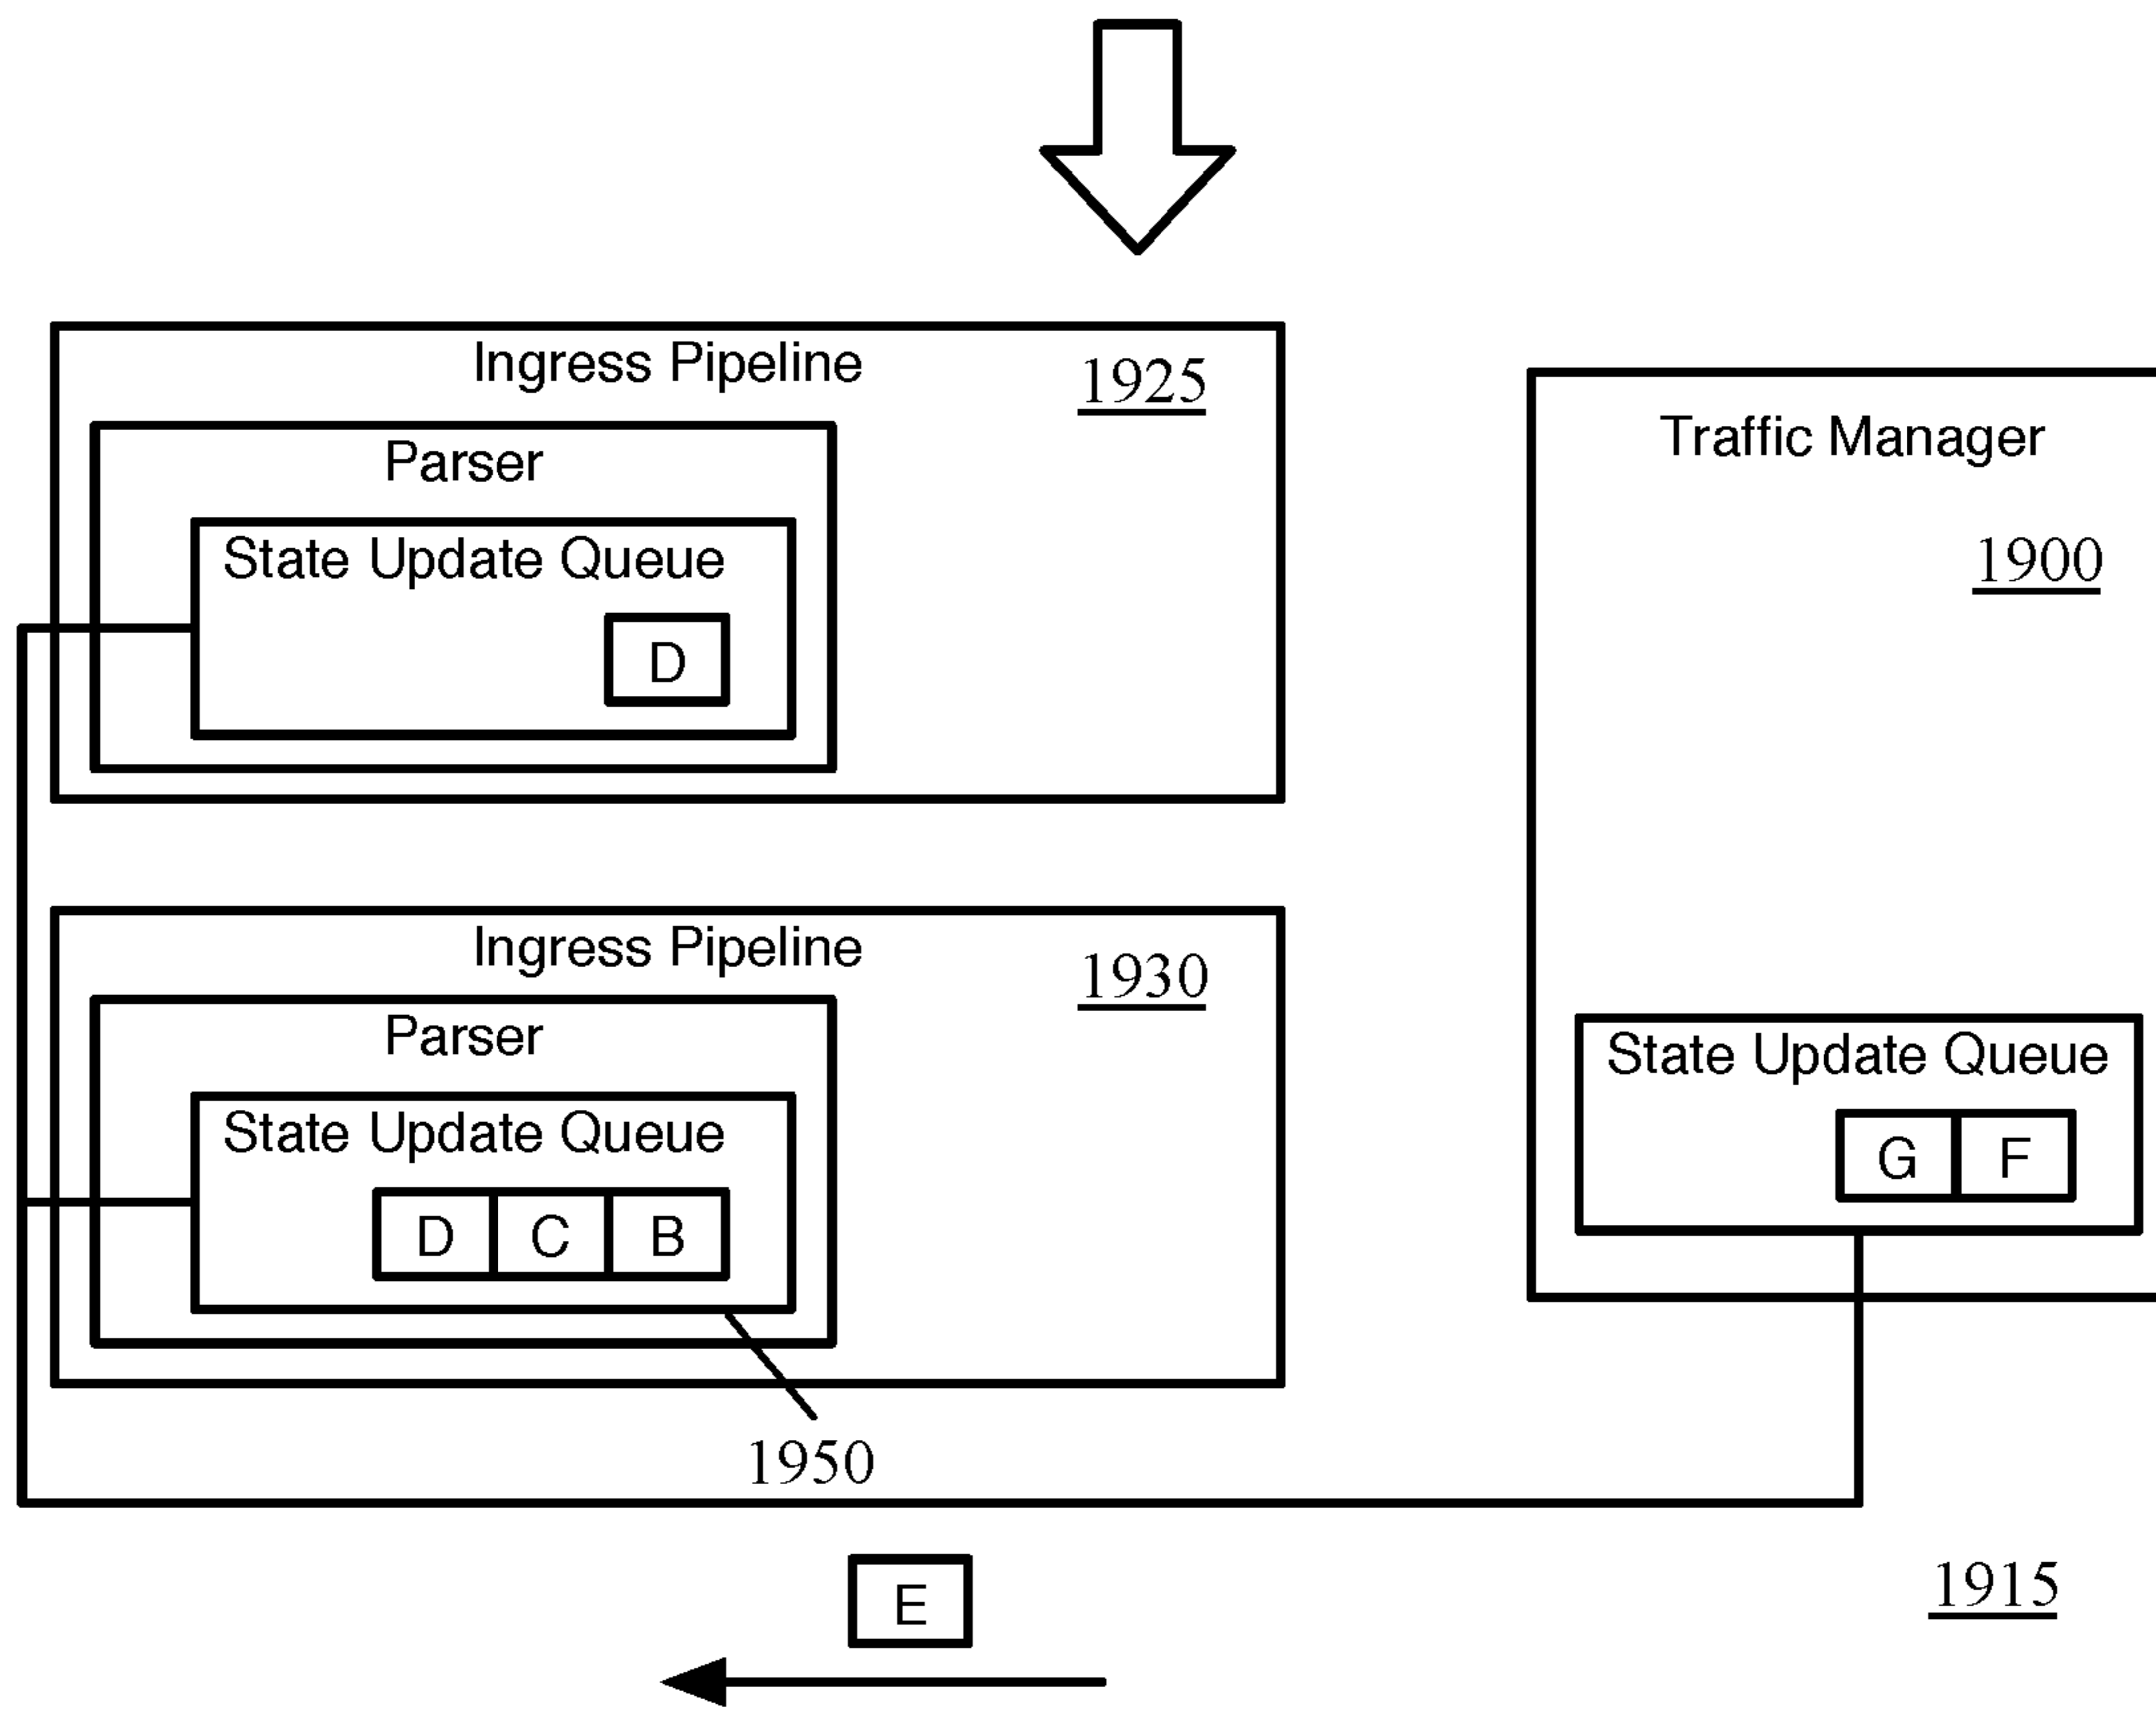 Ingress Pipeline
1925
Parser
State Update Queue
D
Traffic Manager
1900
Ingress Pipeline
1930
Parser
State Update Queue
D C B
1950
State Update Queue
G F
E
1915